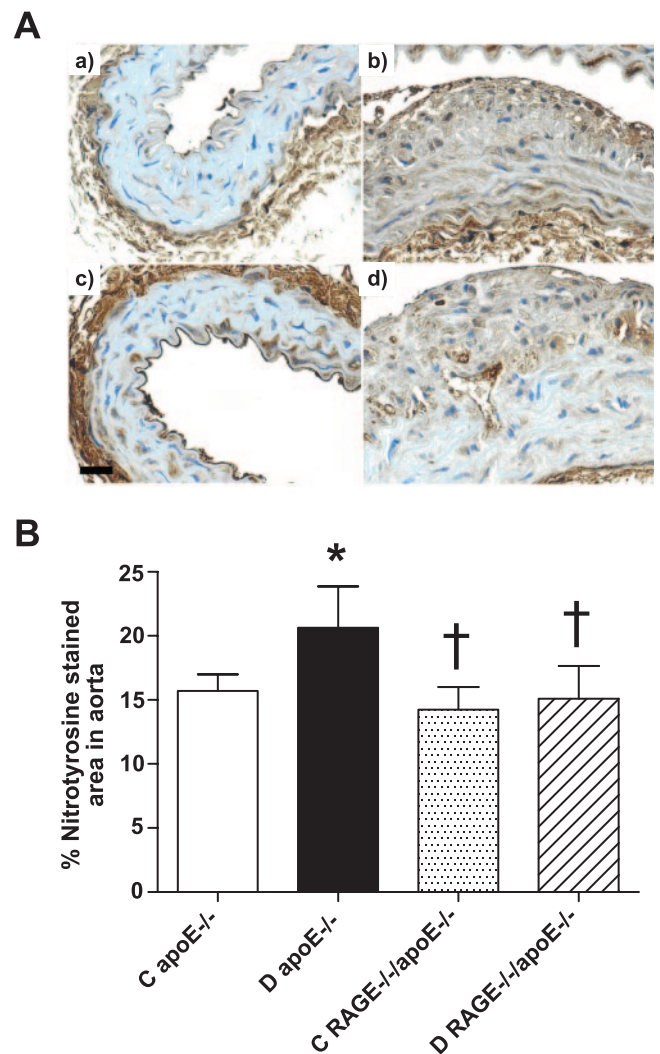 A
a)
b)
c)
d)
B
% Nitrotyrosine stained
area in aorta
25
20
15
10
5
0
*
†
†
C apoE-/-
D apoE-/-
C RAGE-/-/apoE-/-
D RAGE-/-/apoE-/-